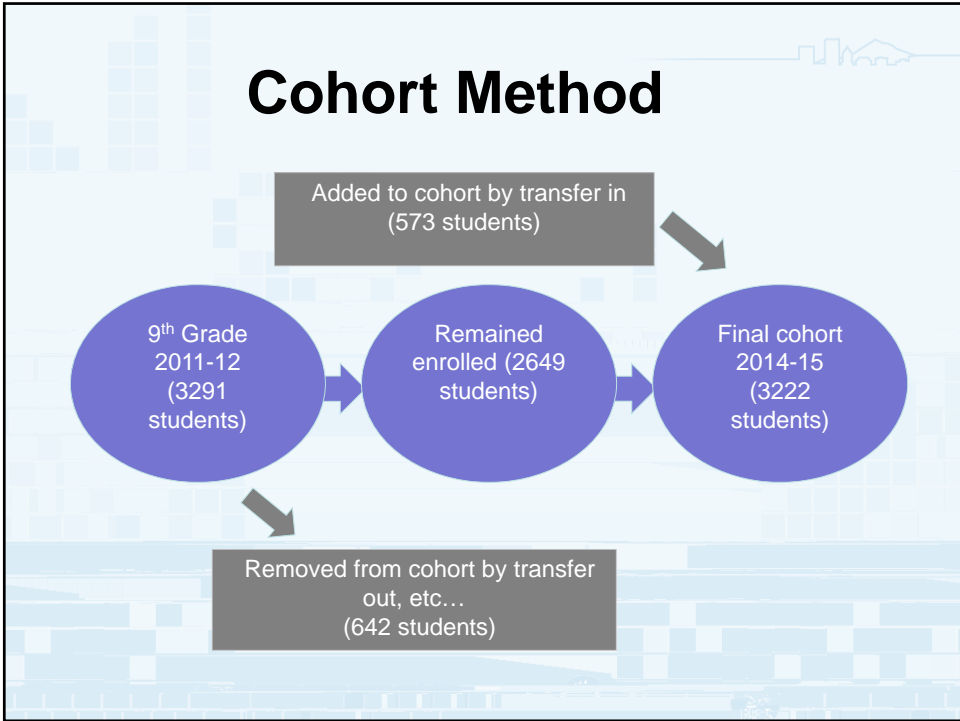 Cohort Method
Added to cohort by transfer in
(573 students)
9th Grade
2011-12
(3291
students)
Remained
enrolled (2649
students)
Final cohort
2014-15
(3222
students)
Removed from cohort by transfer
out, etc…
(642 students)